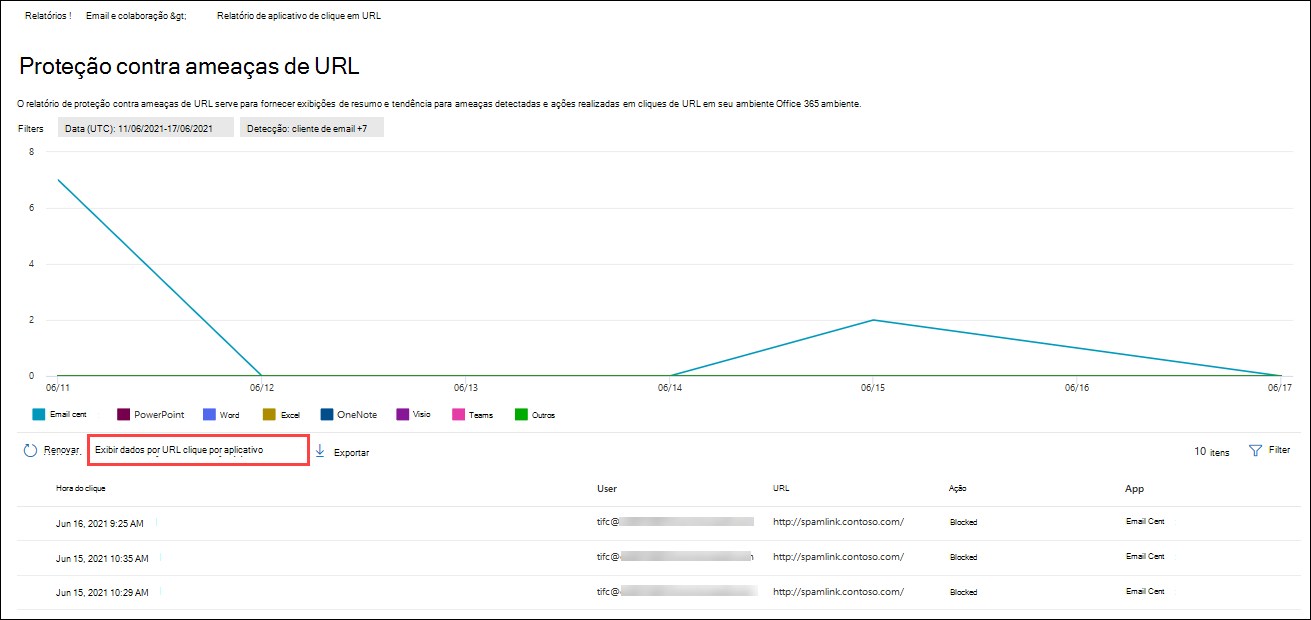 Relatórios ! Email e colaboração &gt; Relatório de aplicativo de clique em URL
Proteção contra ameaças de URL
O relatório de proteção contra ameaças de URL serve para fornecer exibições de resumo e tendência para ameaças detectadas e ações realizadas em cliques de URL em seu ambiente Office 365 ambiente.
Filters Data (UTC): 11/06/2021-17/06/2021 Detecção: cliente de email +7
8
6
4
2
0
06/11 06/12 06/13 06/14 06/15 06/16 06/17
Email cent PowerPoint Word Excel OneNote Visio Teams Outros
Renovar. Exibir dados por URL clique por aplicativo Exportar 10 itens Filter
Hora do clique User URL Ação App
Jun 16, 2021 9:25 AM tifc@ http://spamlink.contoso.com/ Blocked Email Cent
Jun 15, 2021 10:35 AM tifc@ http://spamlink.contoso.com/ Blocked Email Cent
Jun 15, 2021 10:29 AM tifc@ http://spamlink.contoso.com/ Blocked Email Cent